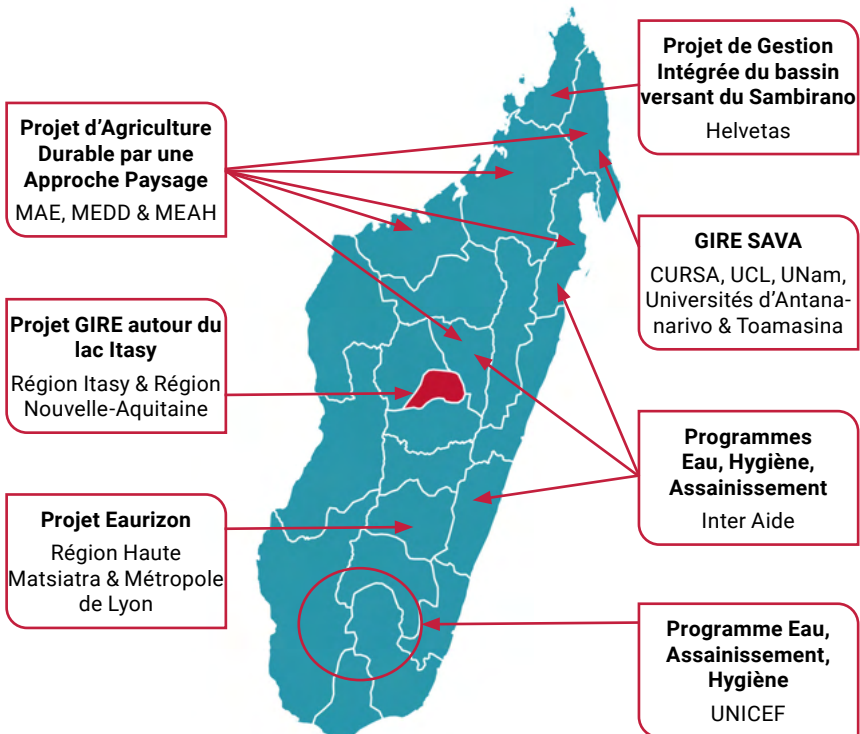 Projet d'Agriculture
Durable par une
Approche Paysage
MAE, MEDD & MEAH
Projet GIRE autour du
lac Itasy
Région Itasy & Région
Nouvelle-Aquitaine
Projet Eaurizon
Région Haute
Matsiatra & Métropole
de Lyon
Projet de Gestion
Intégrée du bassin
versant du Sambirano
Helvetas
GIRE SAVA
CURSA, UCL, UNam,
Universités d'Antana-
narivo & Toamasina
Programmes
Eau, Hygiène,
Assainissement
Inter Aide
Programme Eau,
Assainissement,
Hygiène
UNICEF